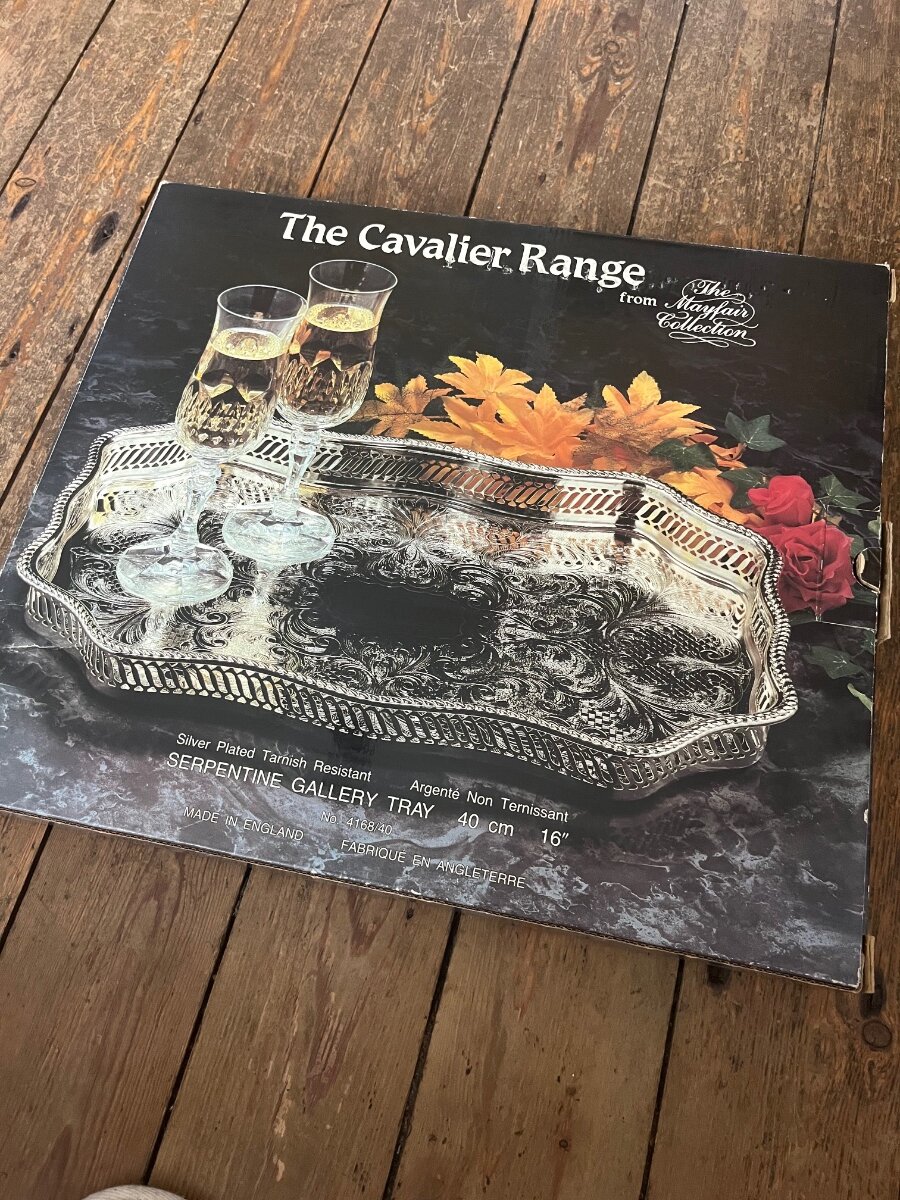 The Cavalier Range
from The
Mayfair
Collection
Silver Plated Tarnish Resistant Argenté Non Ternissant
SERPENTINE GALLERY TRAY 40 cm 16"
No. 4168/40
MADE IN ENGLAND FABRIQUE EN ANGLETERRE